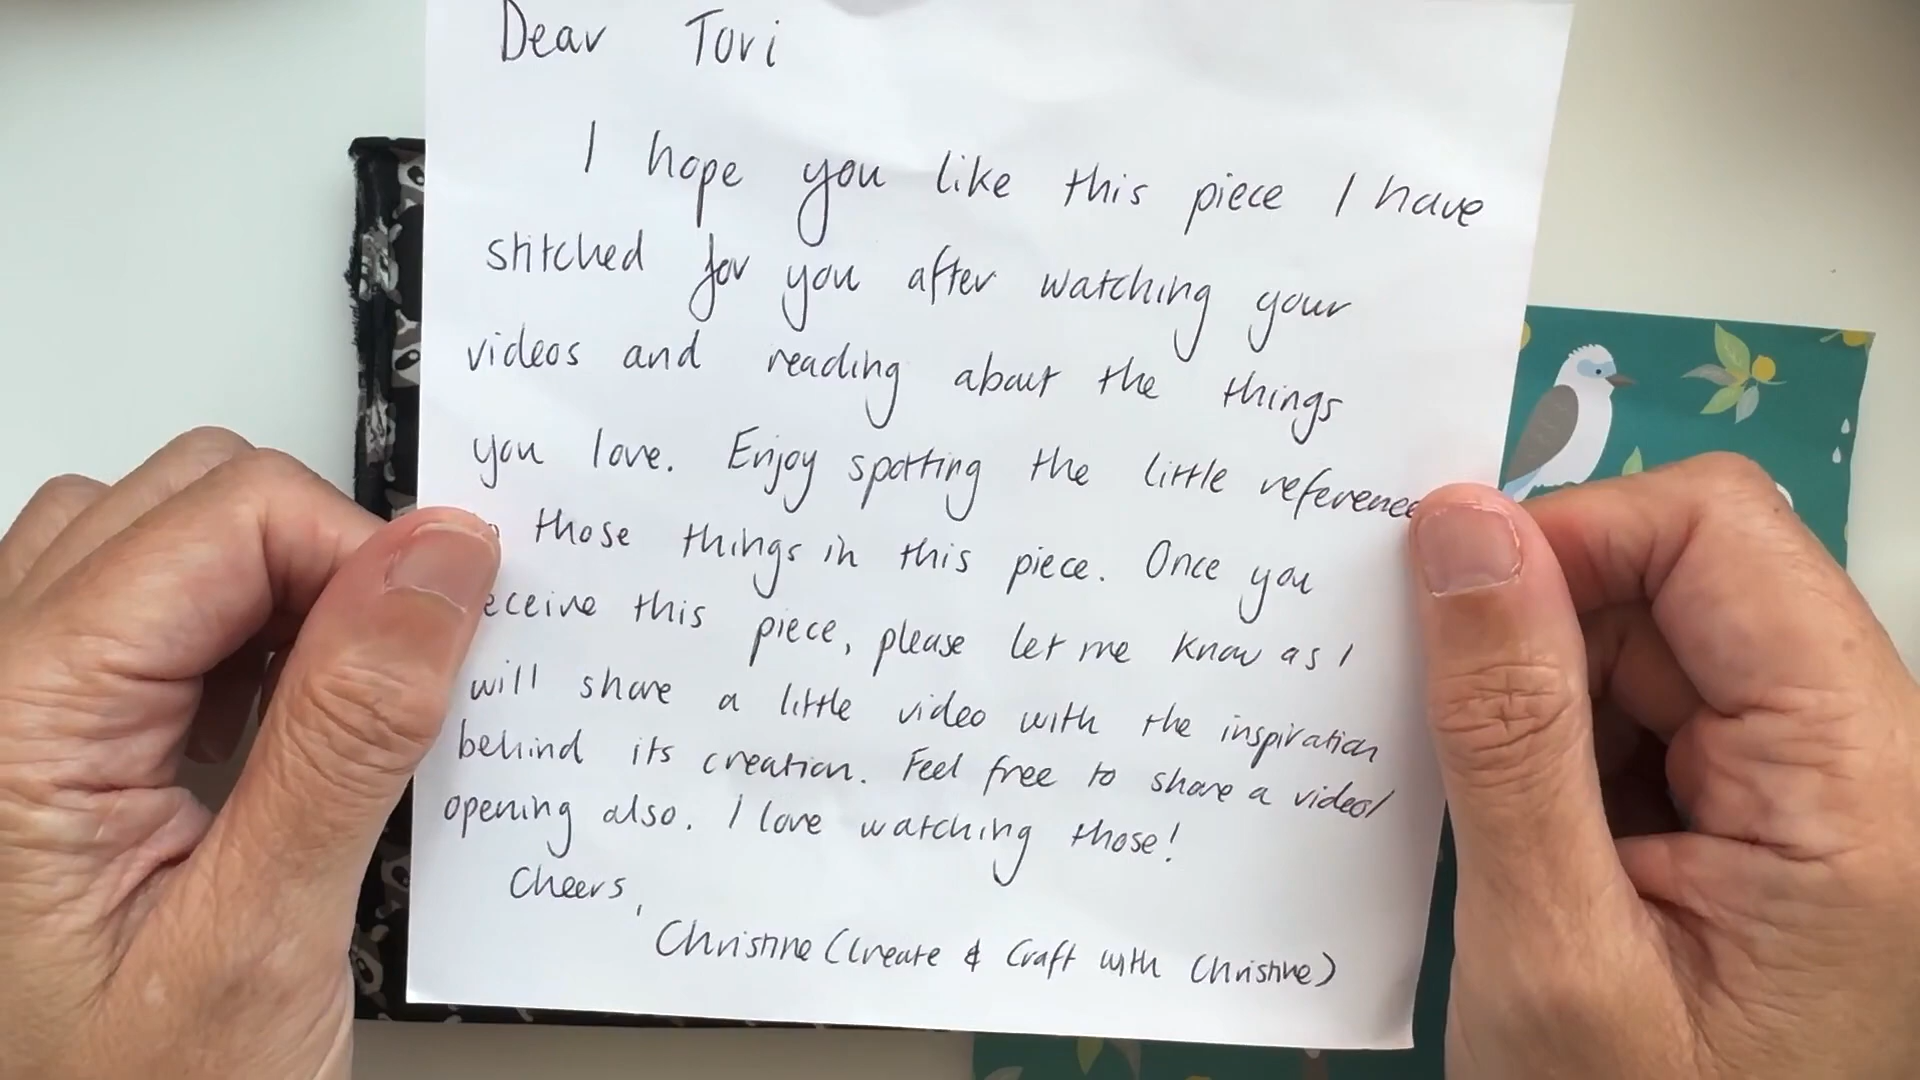 Dear Tori
I hope you like this piece I have
stitched for you after watching your
videos and reading about the things
you love. Enjoy spotting the little reference
those things in this piece. Once you
eceive this piece, please let me know as I
will share a little video with the inspiration
behind its creation. Feel free to share a video/
opening also. I love watching those!
Cheers,
Christine (Create & Craft with Christine)